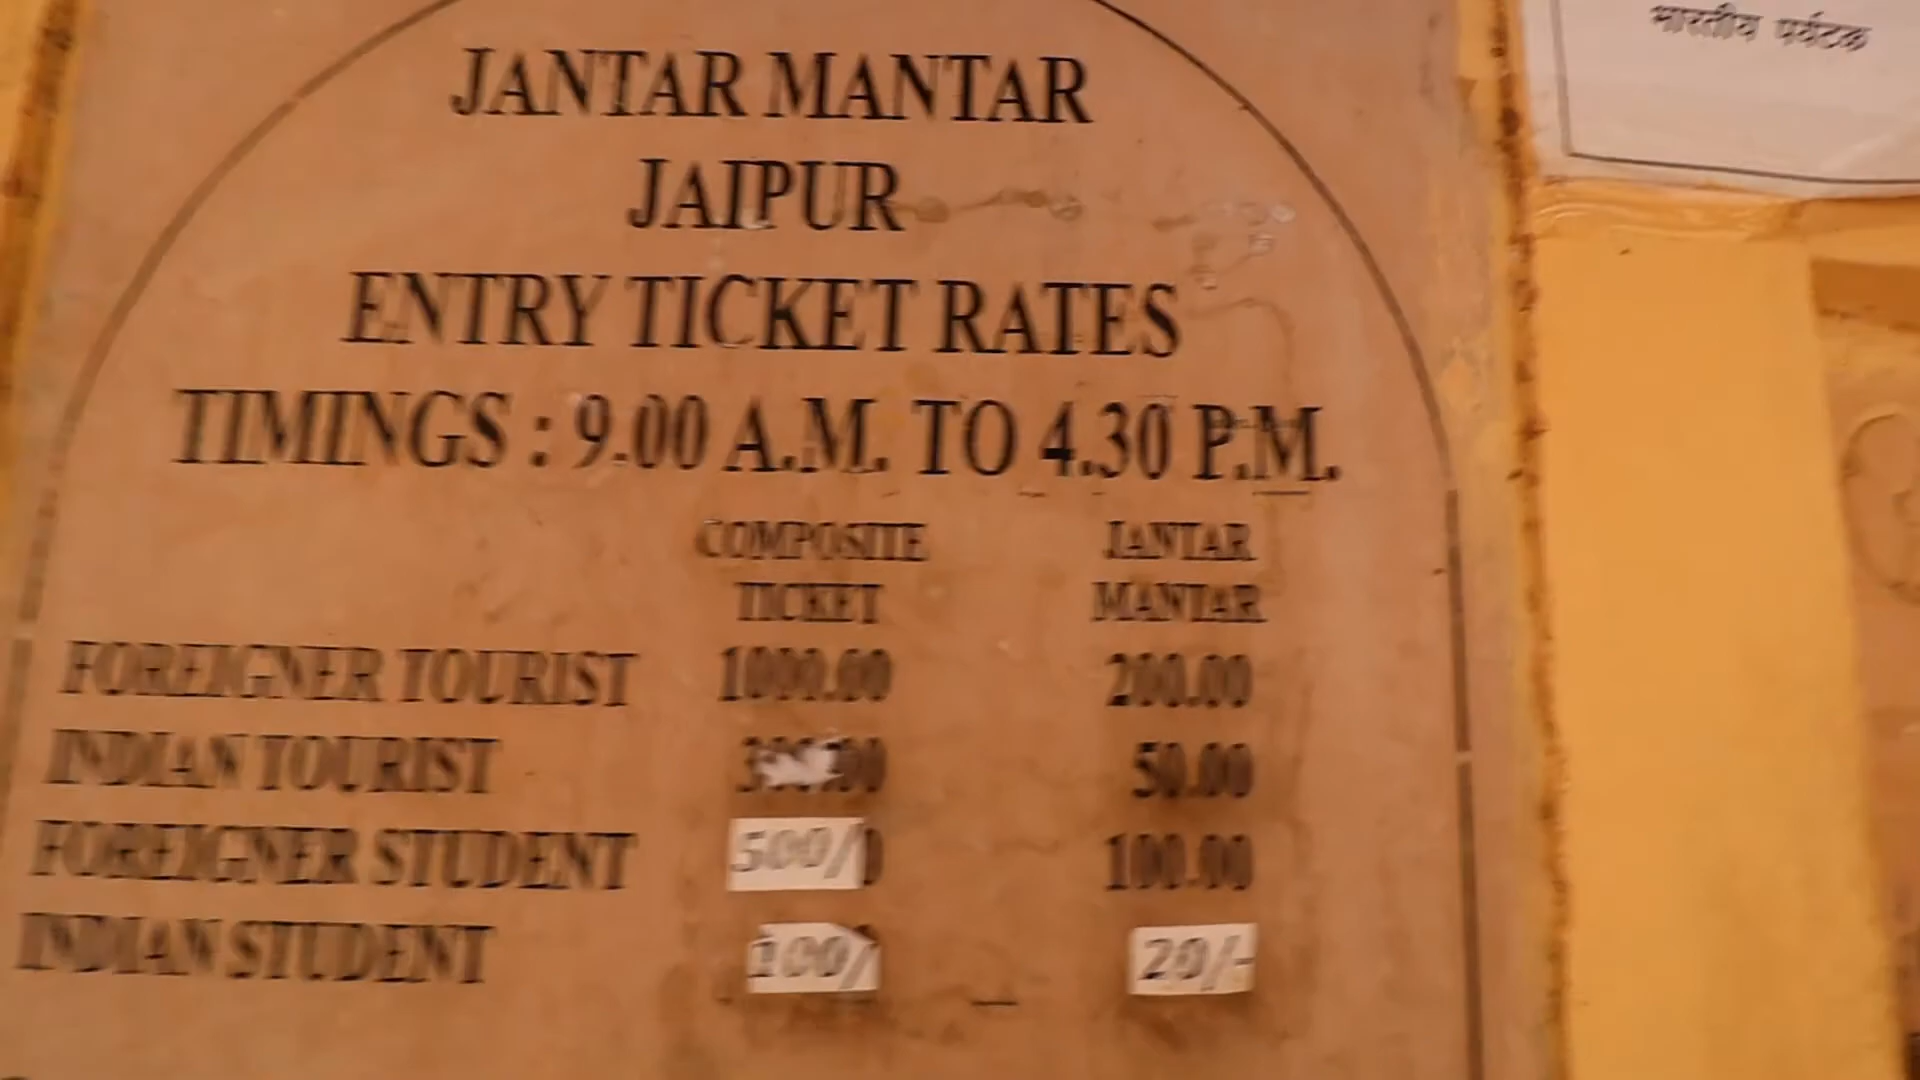 JANTAR MANTAR
JAIPUR
ENTRY TICKET RATES
TIMINGS : 9.00 A.M. TO 4.30 P.M.
COMPOSITE JANTAR
TICKET MANTAR
FOREIGNER TOURIST 1000.00 200.00
INDIAN TOURIST 50.00
FOREIGNER STUDENT 500/ 100.00
INDIAN STUDENT 100/ 20/-
भारतीय पर्यटक